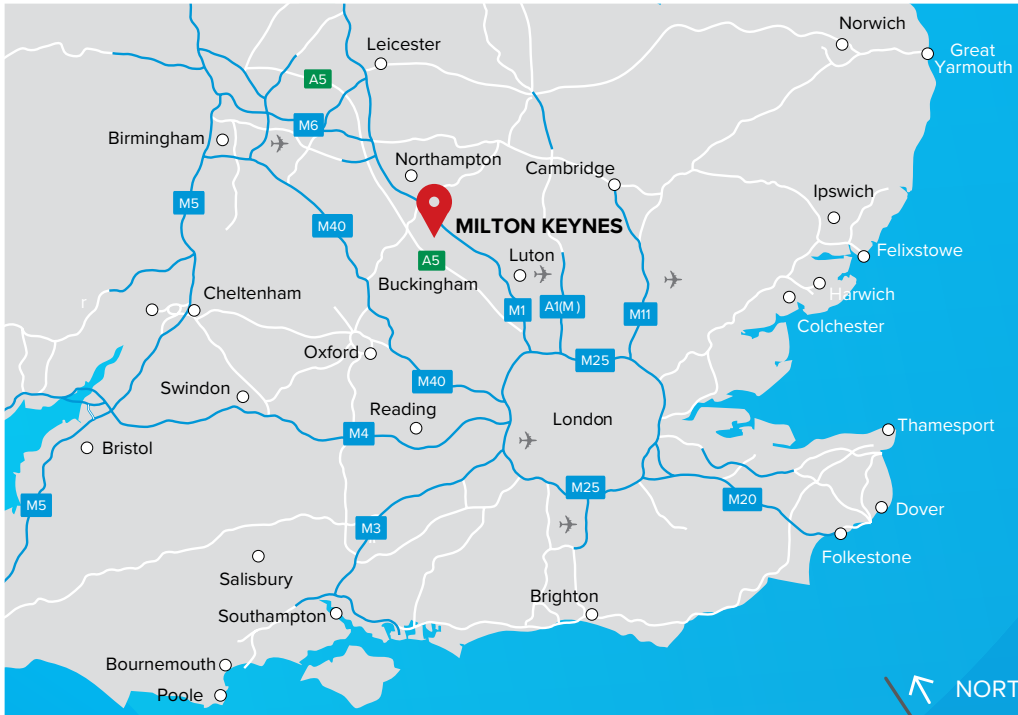 Norwich
Leicester
Great
Yarmouth
A5
M6
Birmingham
Northampton
Cambridge
Ipswich
M5
M40
MILTON KEYNES
Luton
Felixstowe
A5
Buckingham
Cheltenham
Harwich
r
M1
A1(M )
M11
Colchester
Oxford
M25
M40
Swindon
Reading
London
Thamesport
M4
Bristol
M25
M5
M20
Dover
M3
Folkestone
Salisbury
Brighton
Southampton
Bournemouth
Poole
NORT